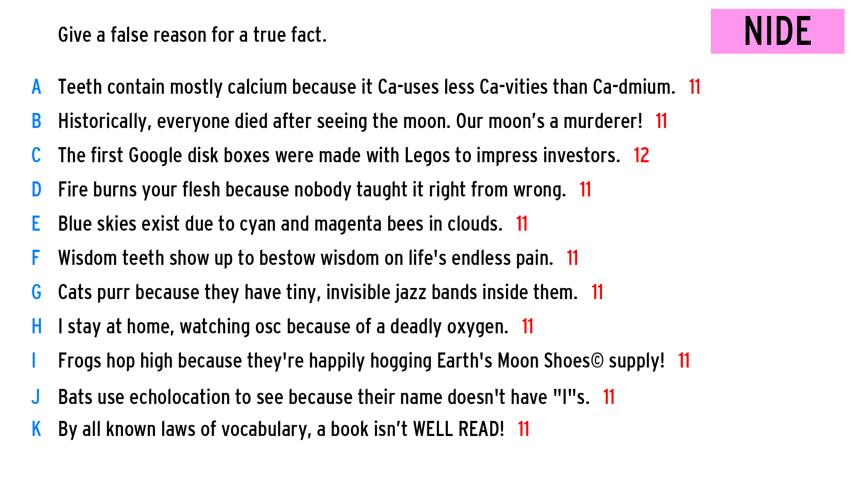 Give a false reason for a true fact.
NIDE
A Teeth contain mostly calcium because it Ca-uses less Ca-vities than Ca-dmium. 11
B Historically, everyone died after seeing the moon. Our moon's a murderer! 11
C The first Google disk boxes were made with Legos to impress investors. 12
D Fire burns your flesh because nobody taught it right from wrong. 11
E Blue skies exist due to cyan and magenta bees in clouds. 11
F Wisdom teeth show up to bestow wisdom on life's endless pain. 11
G Cats purr because they have tiny, invisible jazz bands inside them. 11
H I stay at home, watching osc because of a deadly oxygen. 11
I Frogs hop high because they're happily hogging Earth's Moon Shoes© supply! 11
J Bats use echolocation to see because their name doesn't have "I"s. 11
K By all known laws of vocabulary, a book isn't WELL READ! 11